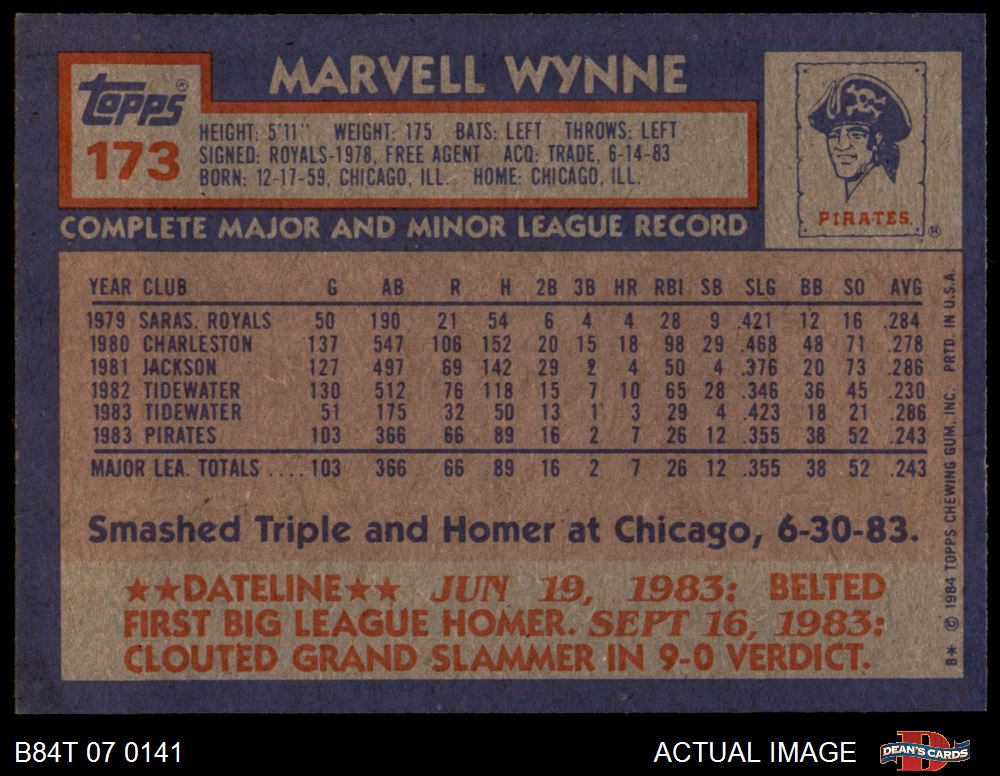 MARVELL WYNNE
Topps®
173
HEIGHT: 5'11" WEIGHT: 175 BATS: LEFT THROWS: LEFT
SIGNED: ROYALS-1978, FREE AGENT ACQ: TRADE, 6-14-83
BORN: 12-17-59, CHICAGO, ILL. HOME: CHICAGO, ILL.
PIRATES ®
COMPLETE MAJOR AND MINOR LEAGUE RECORD
YEAR CLUB G AB R H 2B 3B HR RBI SB SLG BB SO AVG
1979 SARAS. ROYALS 50 190 21 54 6 4 4 28 9 .421 12 16 .284
1980 CHARLESTON 137 547 106 152 20 15 18 98 29 .468 48 71 .278
1981 JACKSON 127 497 69 142 29 2 4 50 4 .376 20 73 .286
1982 TIDEWATER 130 512 76 118 15 7 10 65 28 .346 36 45 .230
1983 TIDEWATER 51 175 32 50 13 1 3 29 4 .423 18 21 .286
1983 PIRATES 103 366 66 89 16 2 7 26 12 .355 38 52 .243
MAJOR LEA. TOTALS .... 103 366 66 89 16 2 7 26 12 .355 38 52 .243
Smashed Triple and Homer at Chicago, 6-30-83.
★★DATELINE★★ JUN 19, 1983: BELTED
FIRST BIG LEAGUE HOMER. SEPT 16, 1983:
CLOUTED GRAND SLAMMER IN 9-0 VERDICT.
B* © 1984 TOPPS CHEWING GUM, INC. PRTD. IN U.S.A.
B84T 07 0141
ACTUAL IMAGE
DEAN'S CARDS